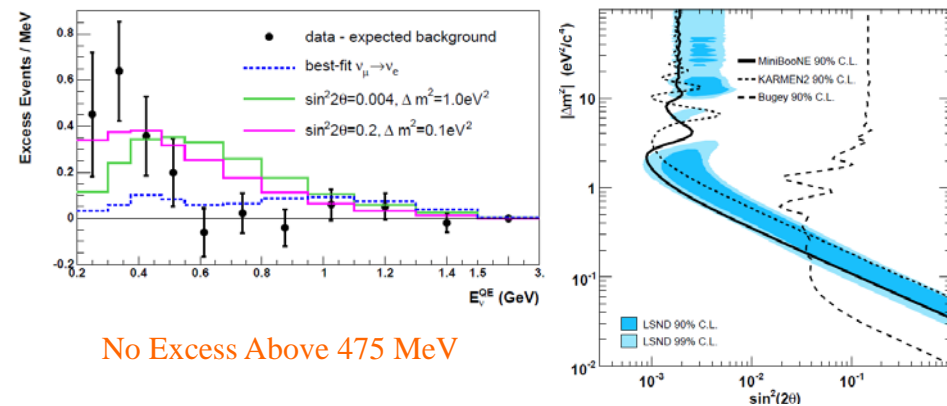 Excess Events / MeV
0.8
0.6
0.4
0.2
0
-0.2
data - expected background
best-fit νμ→νe
sin²2θ=0.004, Δ m²=1.0eV²
sin²2θ=0.2, Δ m²=0.1eV²
0.2 0.4 0.6 0.8 1 1.2 1.4 1.5 3.
E_ν^QE (GeV)
No Excess Above 475 MeV
|Δm²| (eV²/c⁴)
10
1
10⁻¹
10⁻²
MiniBooNE 90% C.L.
KARMEN2 90% C.L.
Bugey 90% C.L.
LSND 90% C.L.
LSND 99% C.L.
10⁻³ 10⁻² 10⁻¹
sin²(2θ)